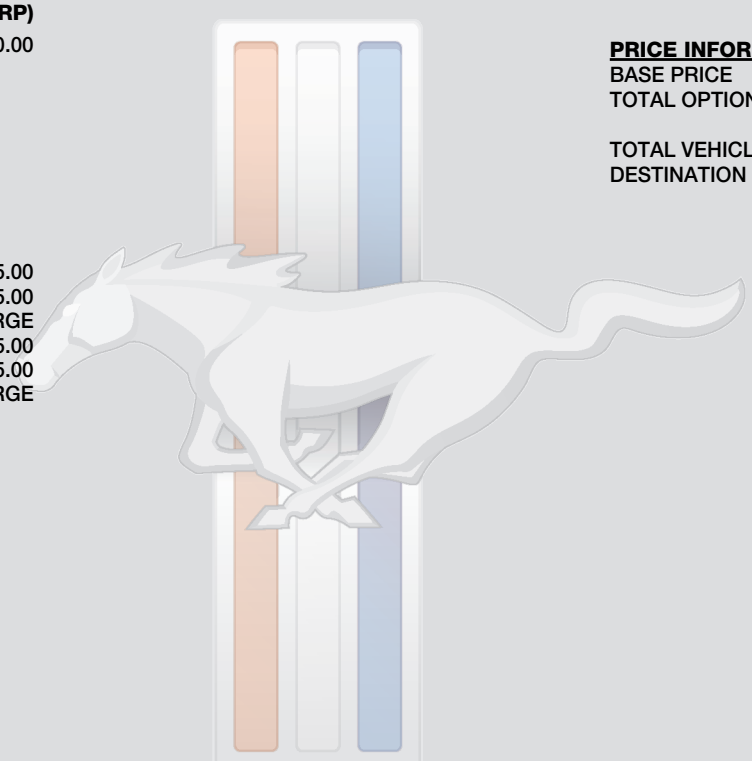 RP)
0.00
5.00
5.00
RGE
5.00
5.00
RGE
PRICE INFOR
BASE PRICE
TOTAL OPTION
TOTAL VEHICL
DESTINATION